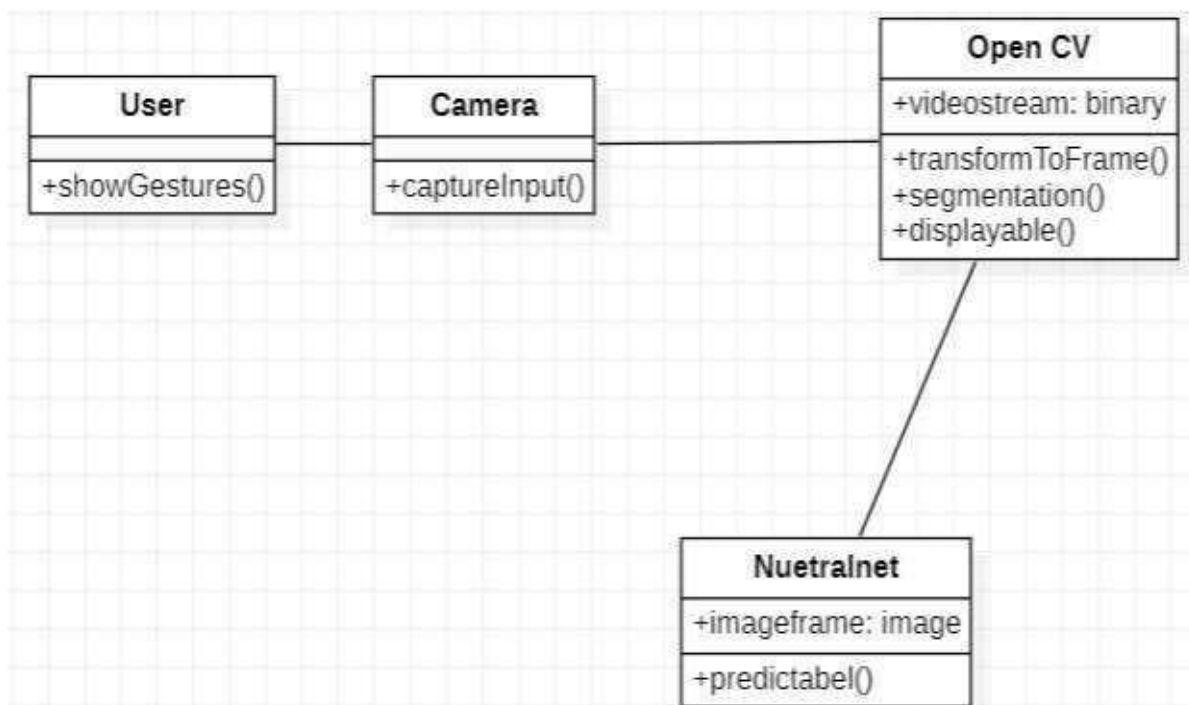 User
+showGestures()
Camera
+captureInput()
Open CV
+videostream: binary
+transformToFrame()
+segmentation()
+displayable()
Nuetralnet
+imageframe: image
+predictabel()